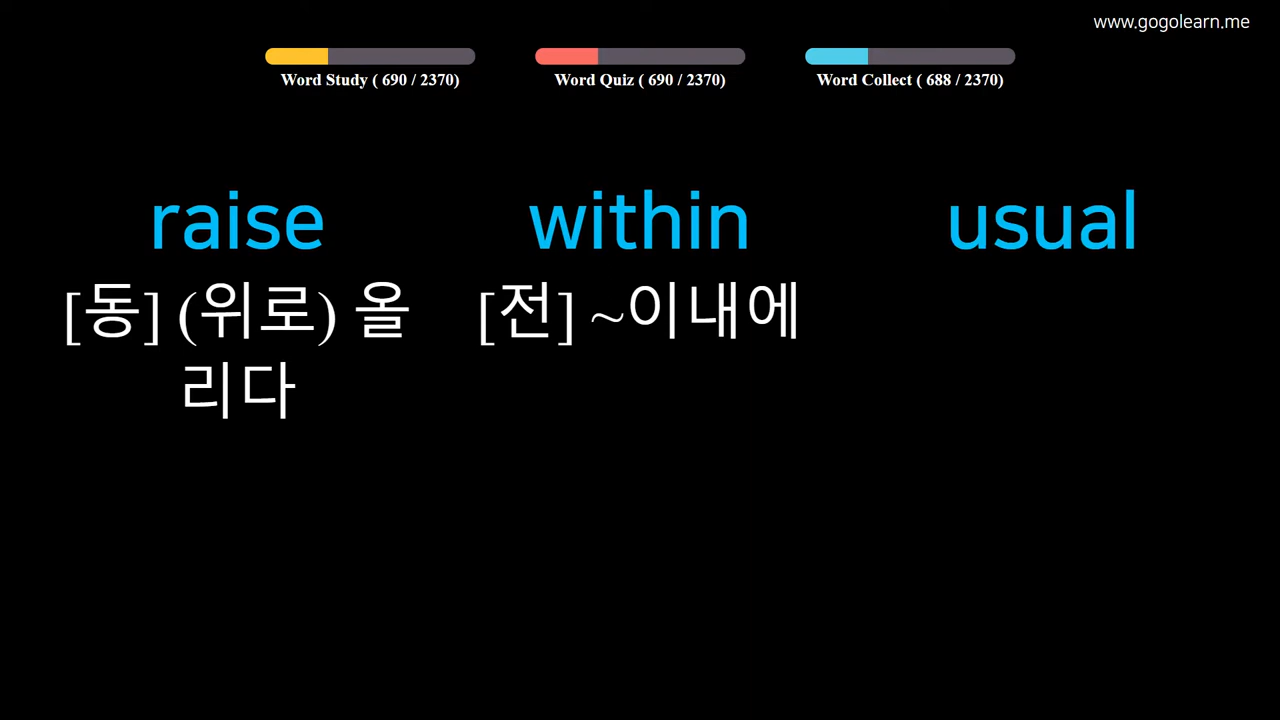 www.gogolearn.me
Word Study ( 690 / 2370)
Word Quiz ( 690 / 2370)
Word Collect ( 688 / 2370)
raise
[동] (위로) 올
리다
within
[전] ~이내에
usual